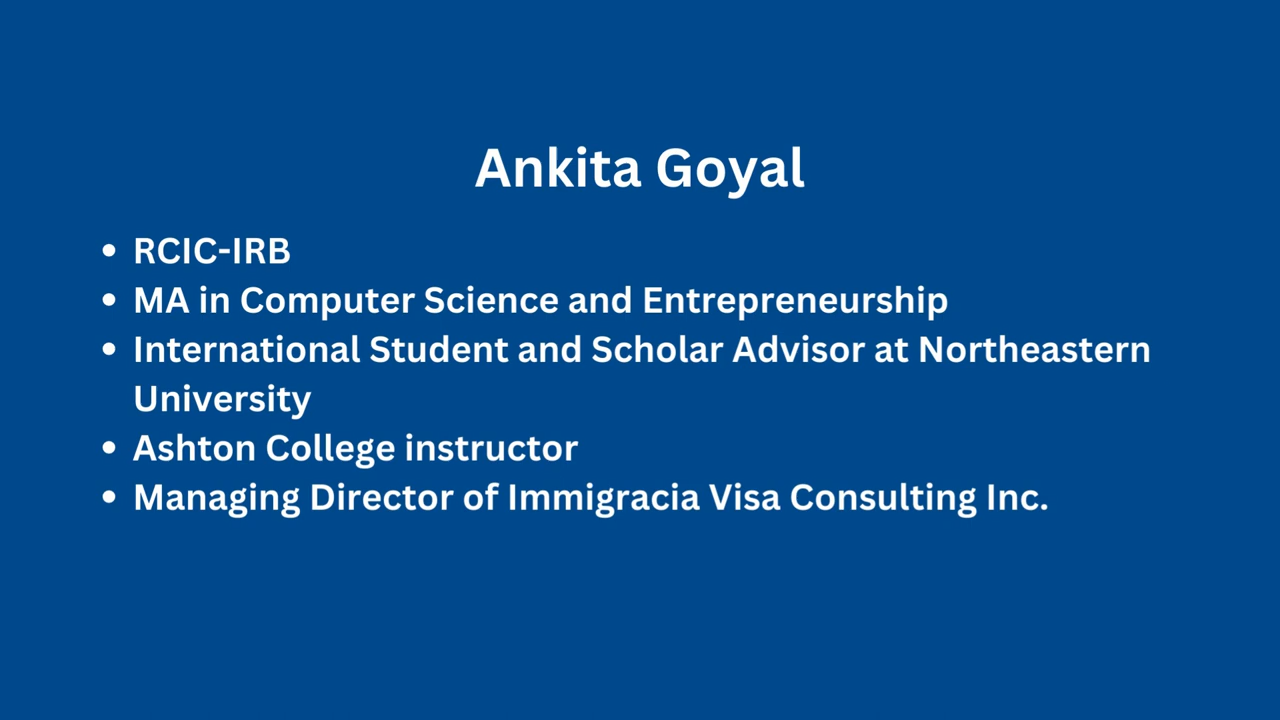 Ankita Goyal
• RCIC-IRB
• MA in Computer Science and Entrepreneurship
• International Student and Scholar Advisor at Northeastern
University
• Ashton College instructor
• Managing Director of Immigracia Visa Consulting Inc.